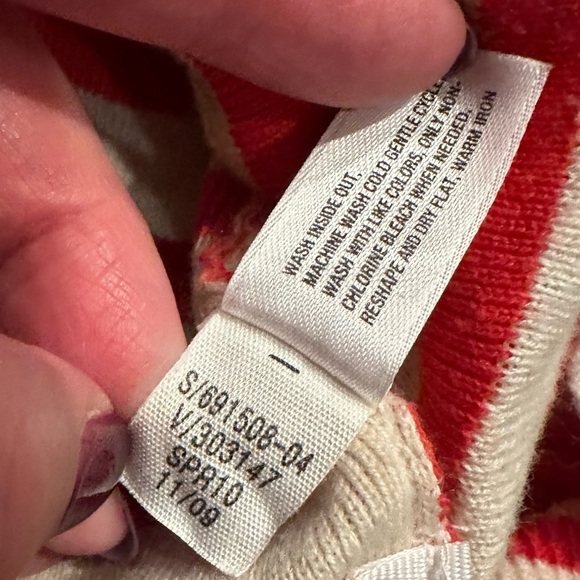 WASH INSIDE OUT.
MACHINE WASH COLD GENTLE CYCLE.
WASH WITH LIKE COLORS. ONLY NON-
CHLORINE BLEACH WHEN NEEDED.
RESHAPE AND DRY FLAT. WARM IRON
S/691508-04
V/303147
SPR10
11/09